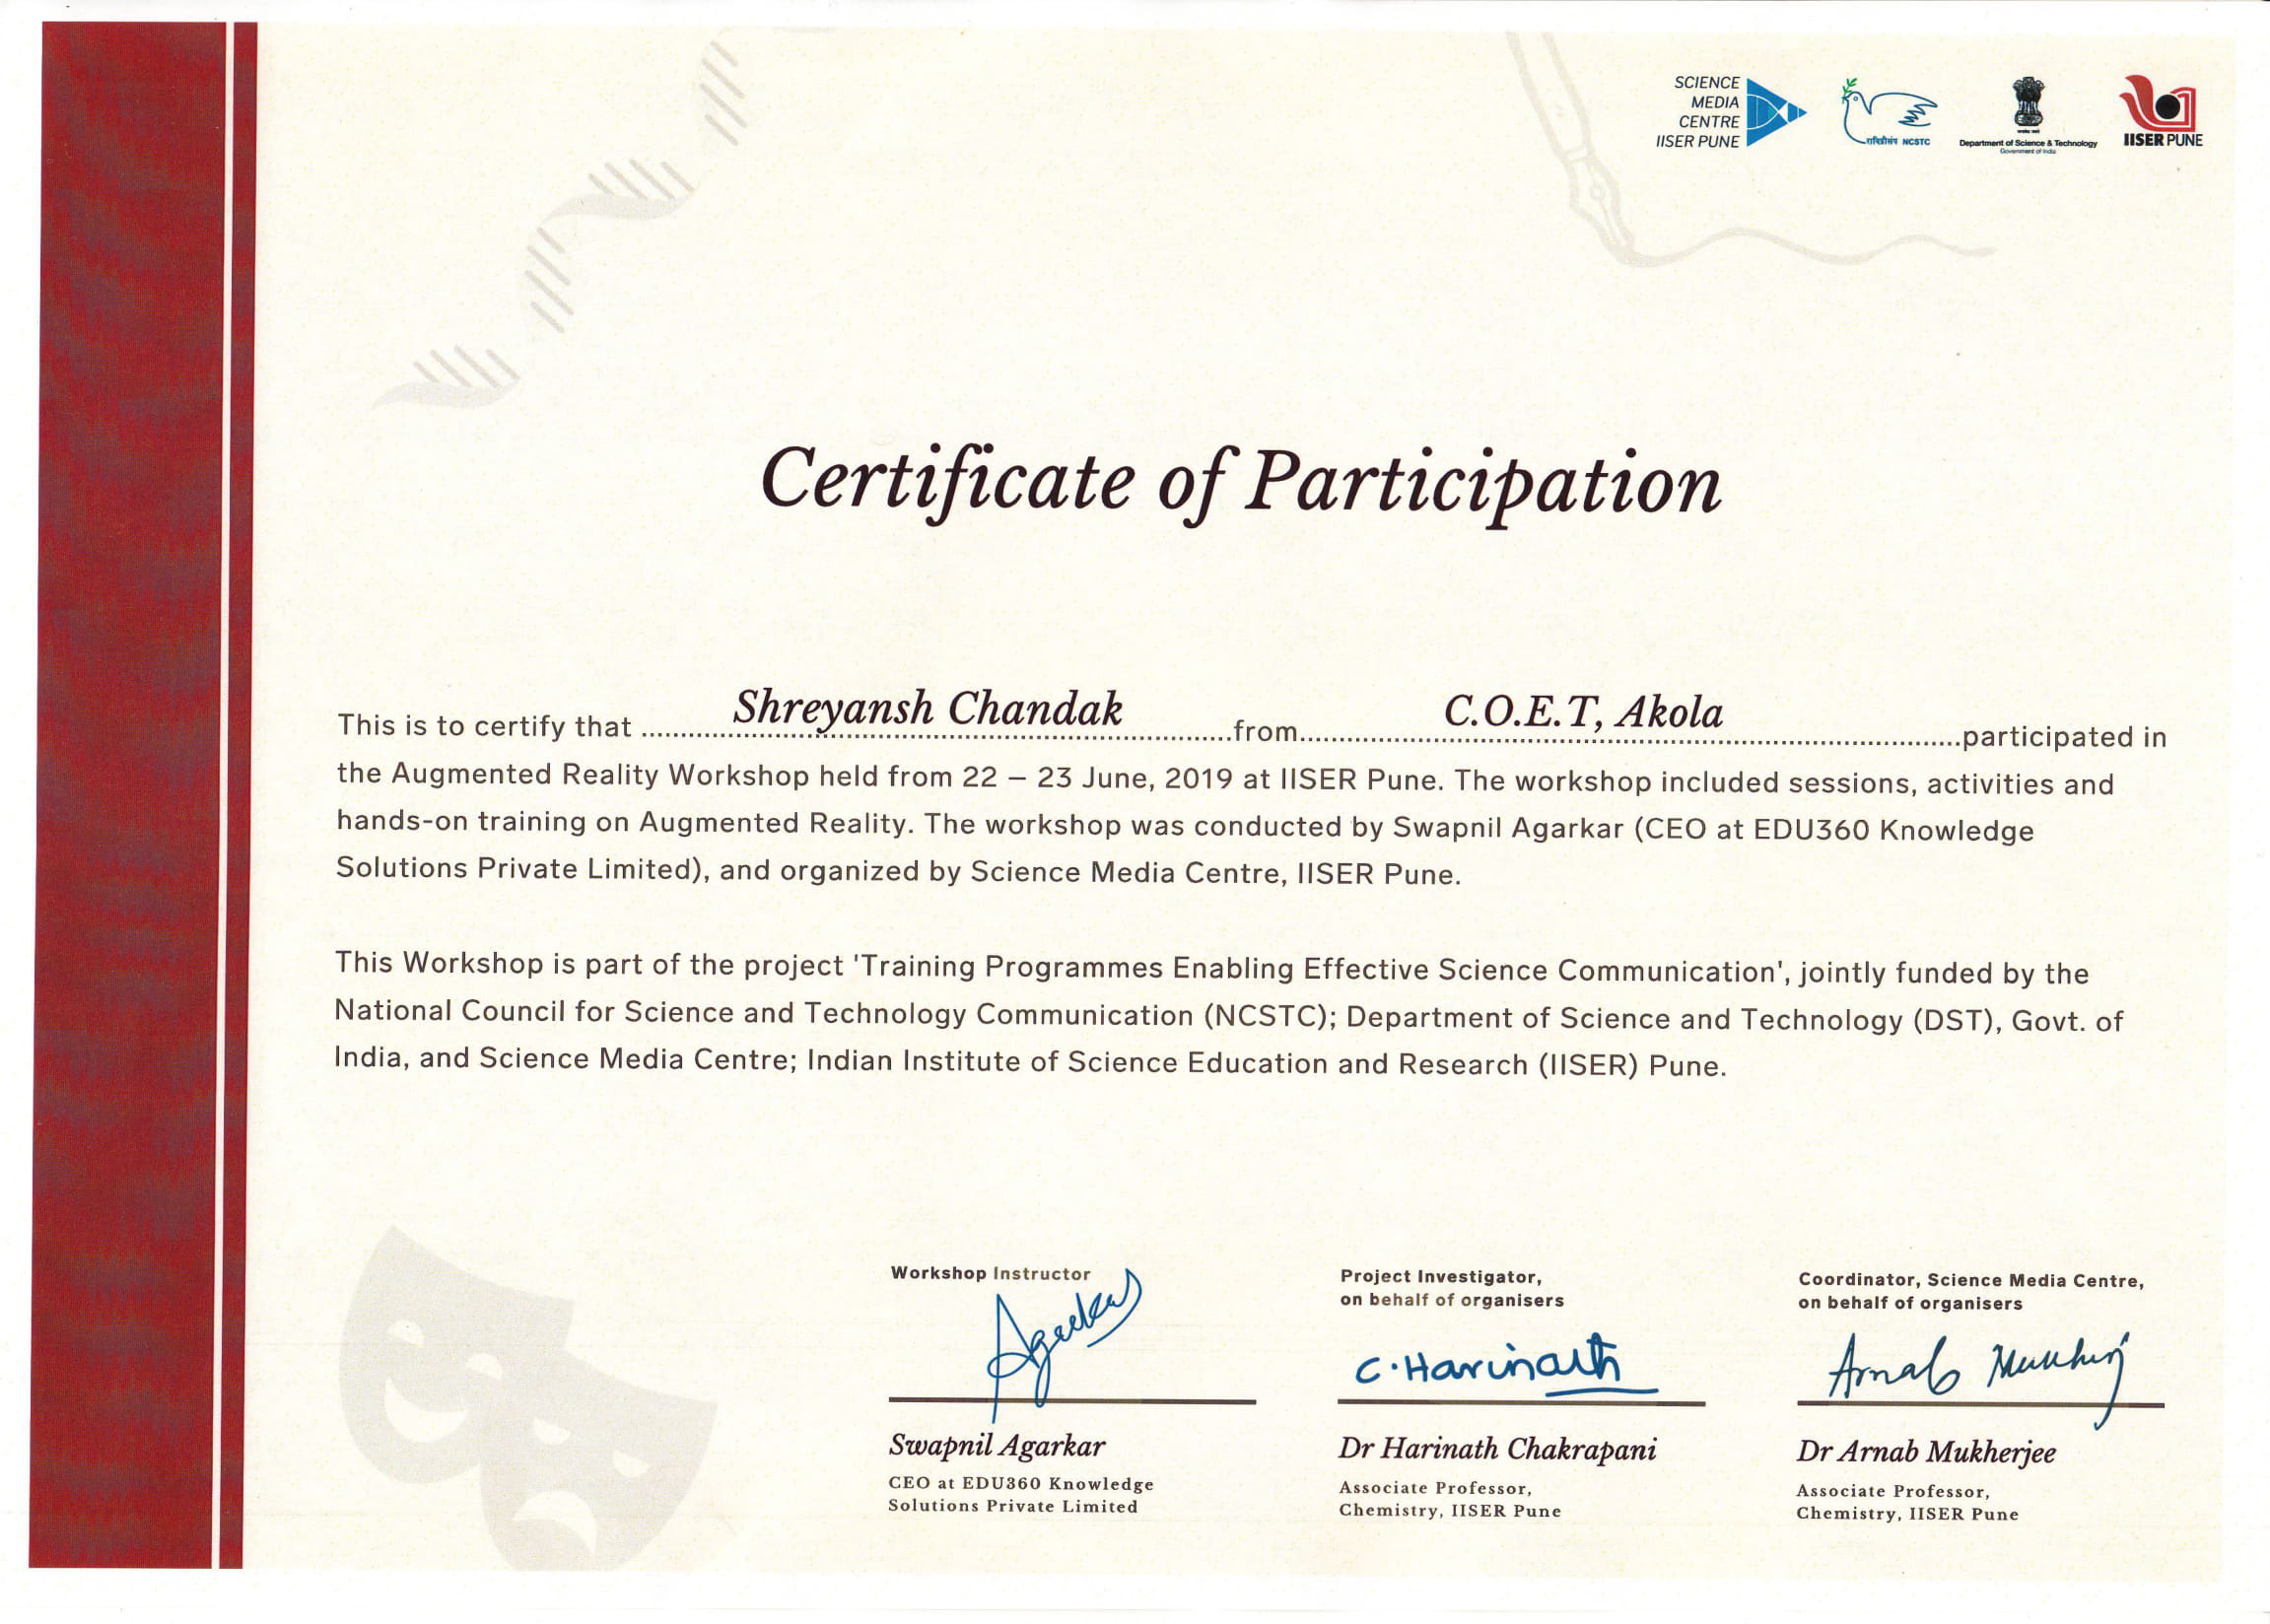 SCIENCE
MEDIA
CENTRE
IISER PUNE
NCSTC
Department of Science & Technology
Government of India
IISER PUNE
Certificate of Participation
This is to certify that Shreyansh Chandak from C.O.E.T, Akola participated in
the Augmented Reality Workshop held from 22 – 23 June, 2019 at IISER Pune. The workshop included sessions, activities and
hands-on training on Augmented Reality. The workshop was conducted by Swapnil Agarkar (CEO at EDU360 Knowledge
Solutions Private Limited), and organized by Science Media Centre, IISER Pune.
This Workshop is part of the project 'Training Programmes Enabling Effective Science Communication', jointly funded by the
National Council for Science and Technology Communication (NCSTC); Department of Science and Technology (DST), Govt. of
India, and Science Media Centre; Indian Institute of Science Education and Research (IISER) Pune.
Workshop Instructor
Agarkar
Swapnil Agarkar
CEO at EDU360 Knowledge
Solutions Private Limited
Project Investigator,
on behalf of organisers
C. Harinath
Dr Harinath Chakrapani
Associate Professor,
Chemistry, IISER Pune
Coordinator, Science Media Centre,
on behalf of organisers
Arnab Mukherj
Dr Arnab Mukherjee
Associate Professor,
Chemistry, IISER Pune